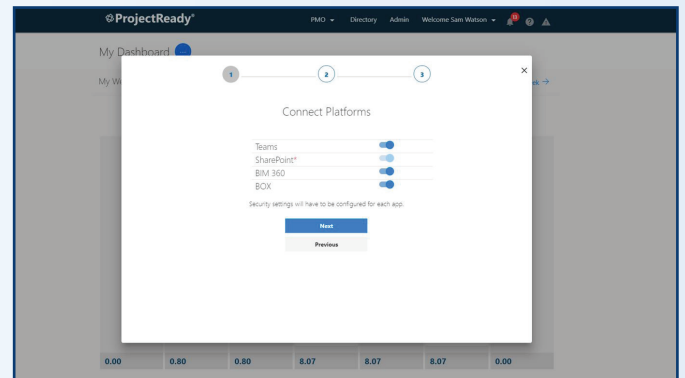 ProjectReady®
PMO Directory Admin Welcome Sam Watson
My Dashboard
1 2 3 ×
Connect Platforms
Teams
SharePoint*
BIM 360
BOX
Security settings will have to be configured for each app.
Next
Previous
0.00 0.80 0.80 8.07 8.07 8.07 0.00